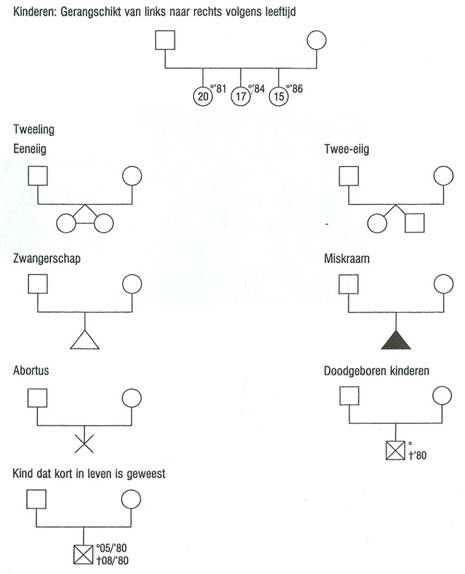 Kinderen: Gerangschikt van links naar rechts volgens leeftijd
20 °'81 17 °'84 15 °'86
Tweeling
Eeneiig
Twee-eiig
Zwangerschap
Miskraam
Abortus
Doodgeboren kinderen
°
†'80
Kind dat kort in leven is geweest
°05/'80
†08/'80